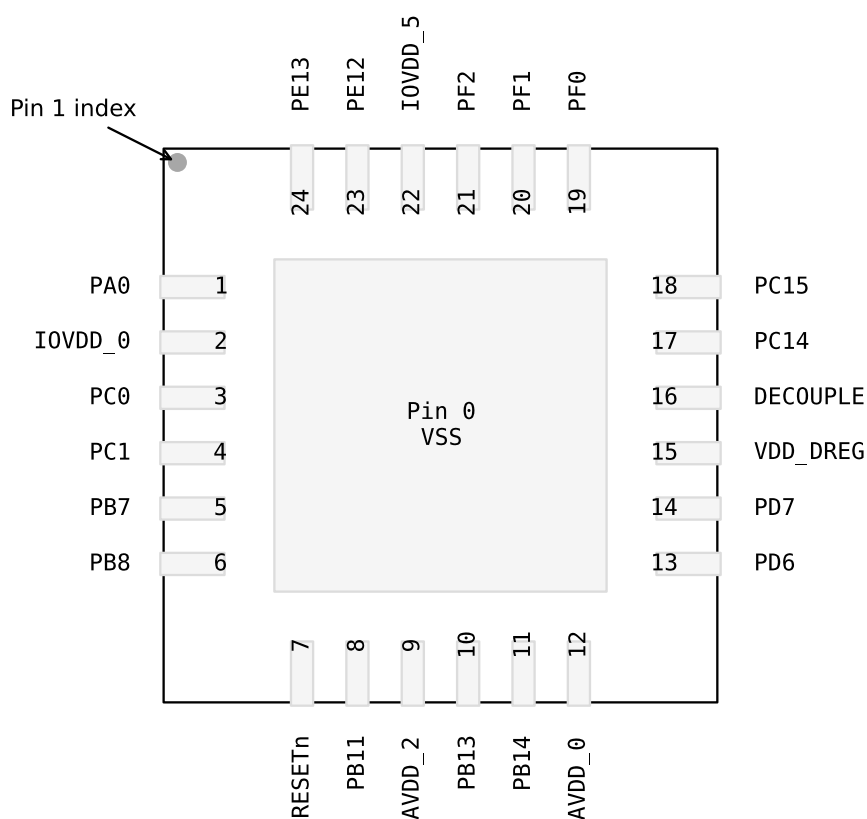 PE13
PE12
IOVDD_5
PF2
PF1
PF0
Pin 1 index
24
23
22
21
20
19
PA0 1
IOVDD_0 2
PC0 3
PC1 4
PB7 5
PB8 6
18 PC15
17 PC14
16 DECOUPLE
15 VDD_DREG
14 PD7
13 PD6
Pin 0
VSS
7
8
9
10
11
12
RESETn
PB11
AVDD_2
PB13
PB14
AVDD_0